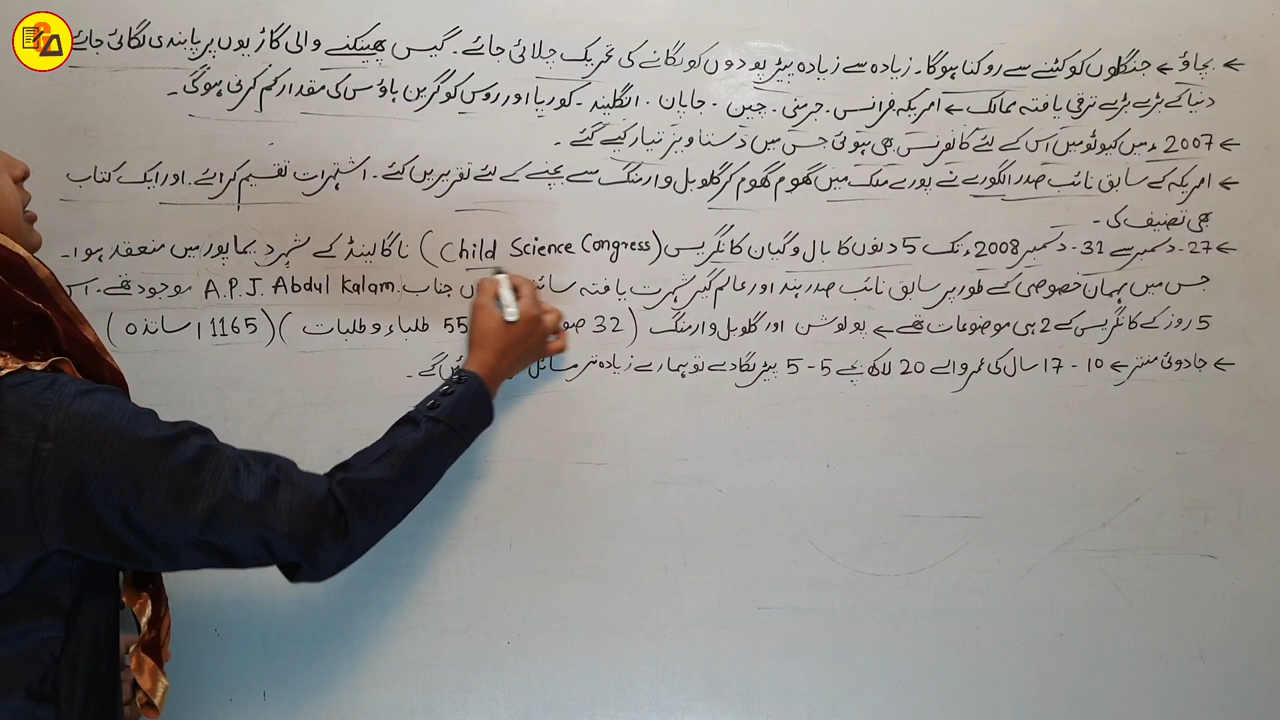 ← بچاؤ ← جنگلوں کو کٹنے سے روکنا ہوگا۔ زیادہ سے زیادہ پیڑ پودوں کو لگانے کی تحریک چلائی جائے۔ گیس پھینکنے والی گاڑیوں پر پابندی لگائی جائے
دنیا کے بڑے بڑے ترقی یافتہ ممالک ← امریکہ فرانس۔ جرمنی۔ چین۔ جاپان۔ انگلینڈ۔ کوریا اور روس کو گرین ہاؤس کی مقدار کم کرنی ہوگی۔
← 2007ء میں کیوٹو میں اس کے لئے کانفرنس بھی ہوئی جس میں دستاویز تیار کیے گئے۔
← امریکہ کے سابق نائب صدر الگورے نے پورے ملک میں گھوم گھوم کر گلوبل وارمنگ سے بچنے کے لئے تقریریں کئے۔ اشتہرات تقسیم کرائے۔ اور ایک کتاب
بھی تصنیف کی۔
← 27۔ دسمبر سے 31۔ دسمبر 2008ء تک 5 دنوں کا بال وگیان کانگریس (Child Science Congress) ناگالینڈ کے شہر دیماپور میں منعقد ہوا۔
جس میں مہمان خصوصی کے طور پر سابق نائب صدر ہند اور عالم گیر شہرت یافتہ جناب A.P.J. Abdul Kalam موجود تھے۔ اس
5 روز کے کانگریس کے 2 ہی موضوعات تھے ← پولوشن اور گلوبل وارمنگ (32 55 طلباء و طلبات) (1165 اساتذہ)
← جادوئی منتر ← 10 - 17 سال کی عمر والے 20 لاکھ بچے 5 - 5 پیڑ لگادے تو ہمارے زیادہ تر مسائل گے۔